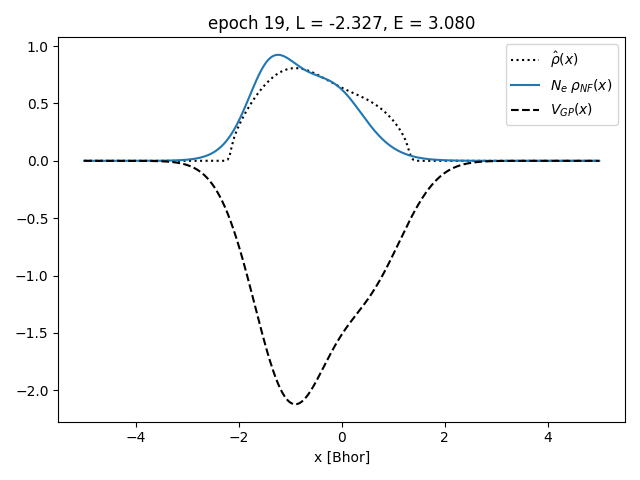 epoch 19, L = -2.327, E = 3.080
1.0
0.5
0.0
−0.5
−1.0
−1.5
−2.0
ρ̂(x)
N_e ρ_NF(x)
V_GP(x)
−4
−2
0
2
4
x [Bhor]